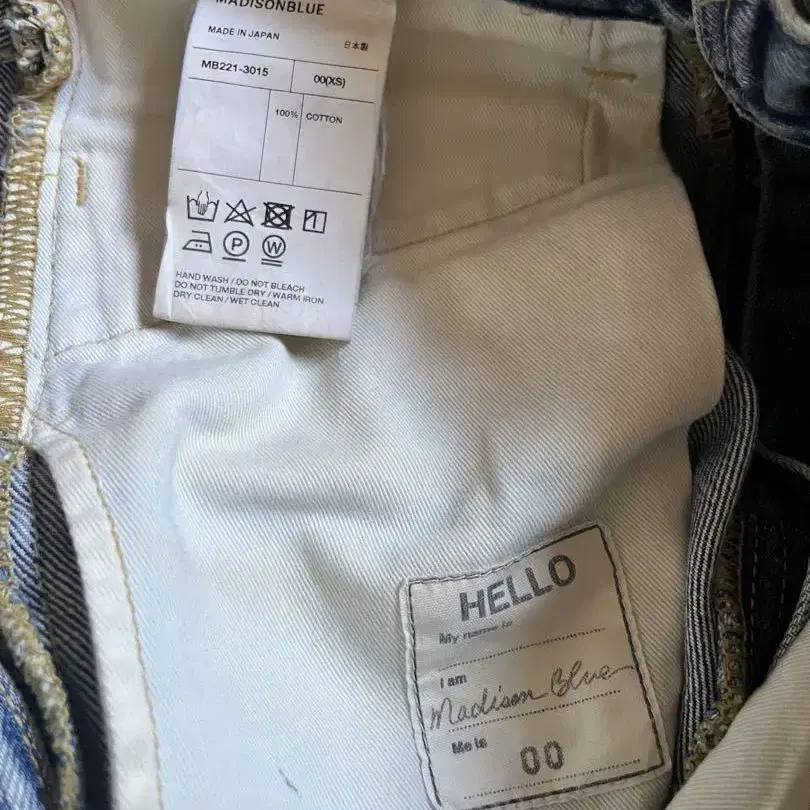 MADISONBLUE
MADE IN JAPAN 日本製
MB221-3015 00(XS)
100% COTTON
P W
HAND WASH / DO NOT BLEACH
DO NOT TUMBLE DRY / WARM IRON
DRY CLEAN / WET CLEAN
HELLO
My name is
I am
Madison Blue
Me is
00